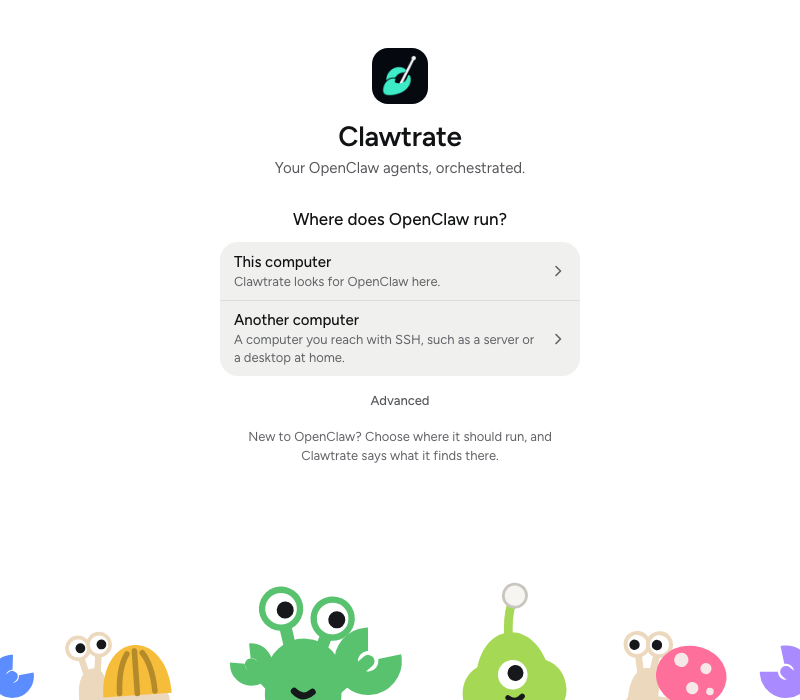 Clawtrate
Your OpenClaw agents, orchestrated.
Where does OpenClaw run?
This computer
Clawtrate looks for OpenClaw here.
Another computer
A computer you reach with SSH, such as a server or
a desktop at home.
Advanced
New to OpenClaw? Choose where it should run, and
Clawtrate says what it finds there.